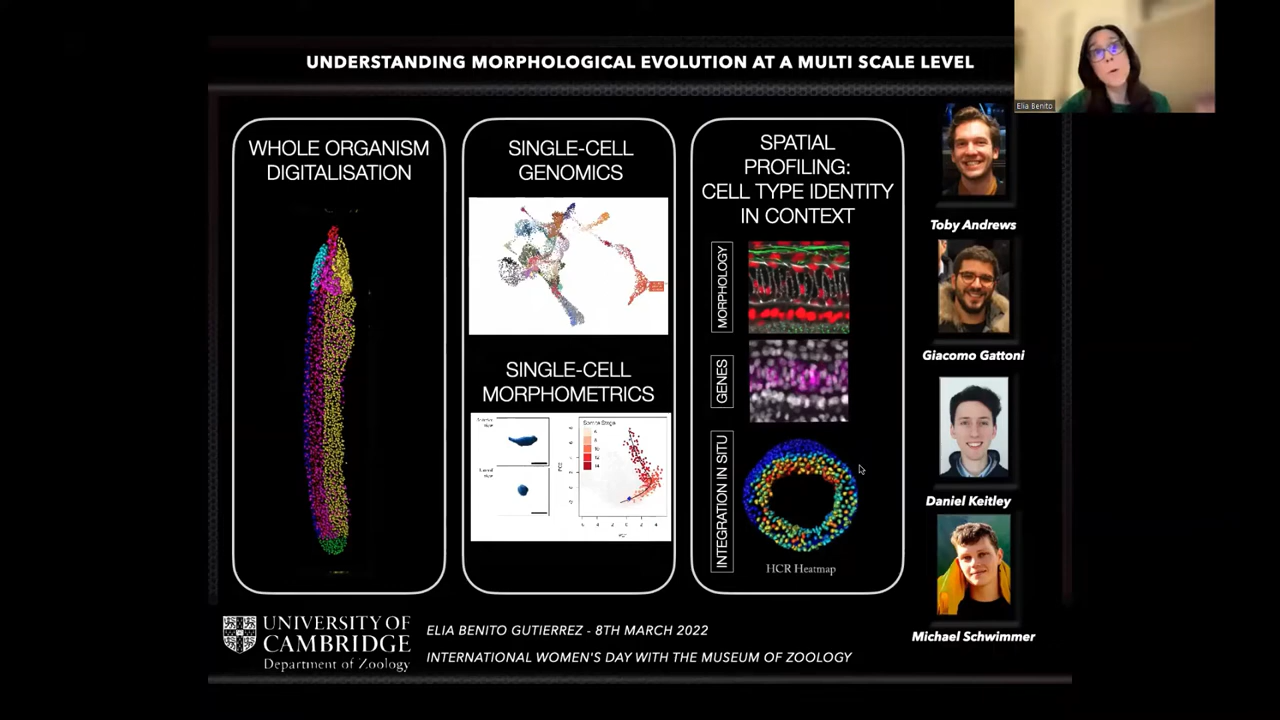 UNDERSTANDING MORPHOLOGICAL EVOLUTION AT A MULTI SCALE LEVEL
Elia Benito
WHOLE ORGANISM
DIGITALISATION
SINGLE-CELL
GENOMICS
SINGLE-CELL
MORPHOMETRICS
Somite Stage
SPATIAL
PROFILING:
CELL TYPE IDENTITY
IN CONTEXT
MORPHOLOGY
GENES
INTEGRATION IN SITU
HCR Heatmap
Toby Andrews
Giacomo Gattoni
Daniel Keitley
Michael Schwimmer
UNIVERSITY OF
CAMBRIDGE
Department of Zoology
ELIA BENITO GUTIERREZ - 8TH MARCH 2022
INTERNATIONAL WOMEN'S DAY WITH THE MUSEUM OF ZOOLOGY